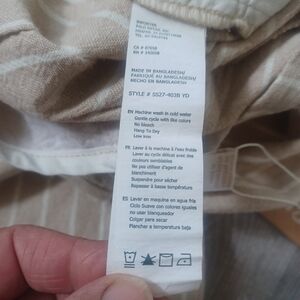 CA # 07608
MADE IN BANGLADESH/
FABRIQUÉ AU BANGLADESH/
HECHO EN BANGLADESH
STYLE # 5527-403B YD
EN Machine wash in cold water
Gentle cycle with like colors
No bleach
Hang To Dry
Low Iron
FR Laver à la machine à l'eau froide
Laver au cycle délicat avec des
couleurs semblables
Ne pas utiliser d'agent de
blanchiment
Suspendre pour sécher
Repasser à basse température
ES Lavar en maquina en agua fria
Ciclo Suave con colores iguales
no usar blanqueador
Colgar para secar
Planchar a temperatura baja